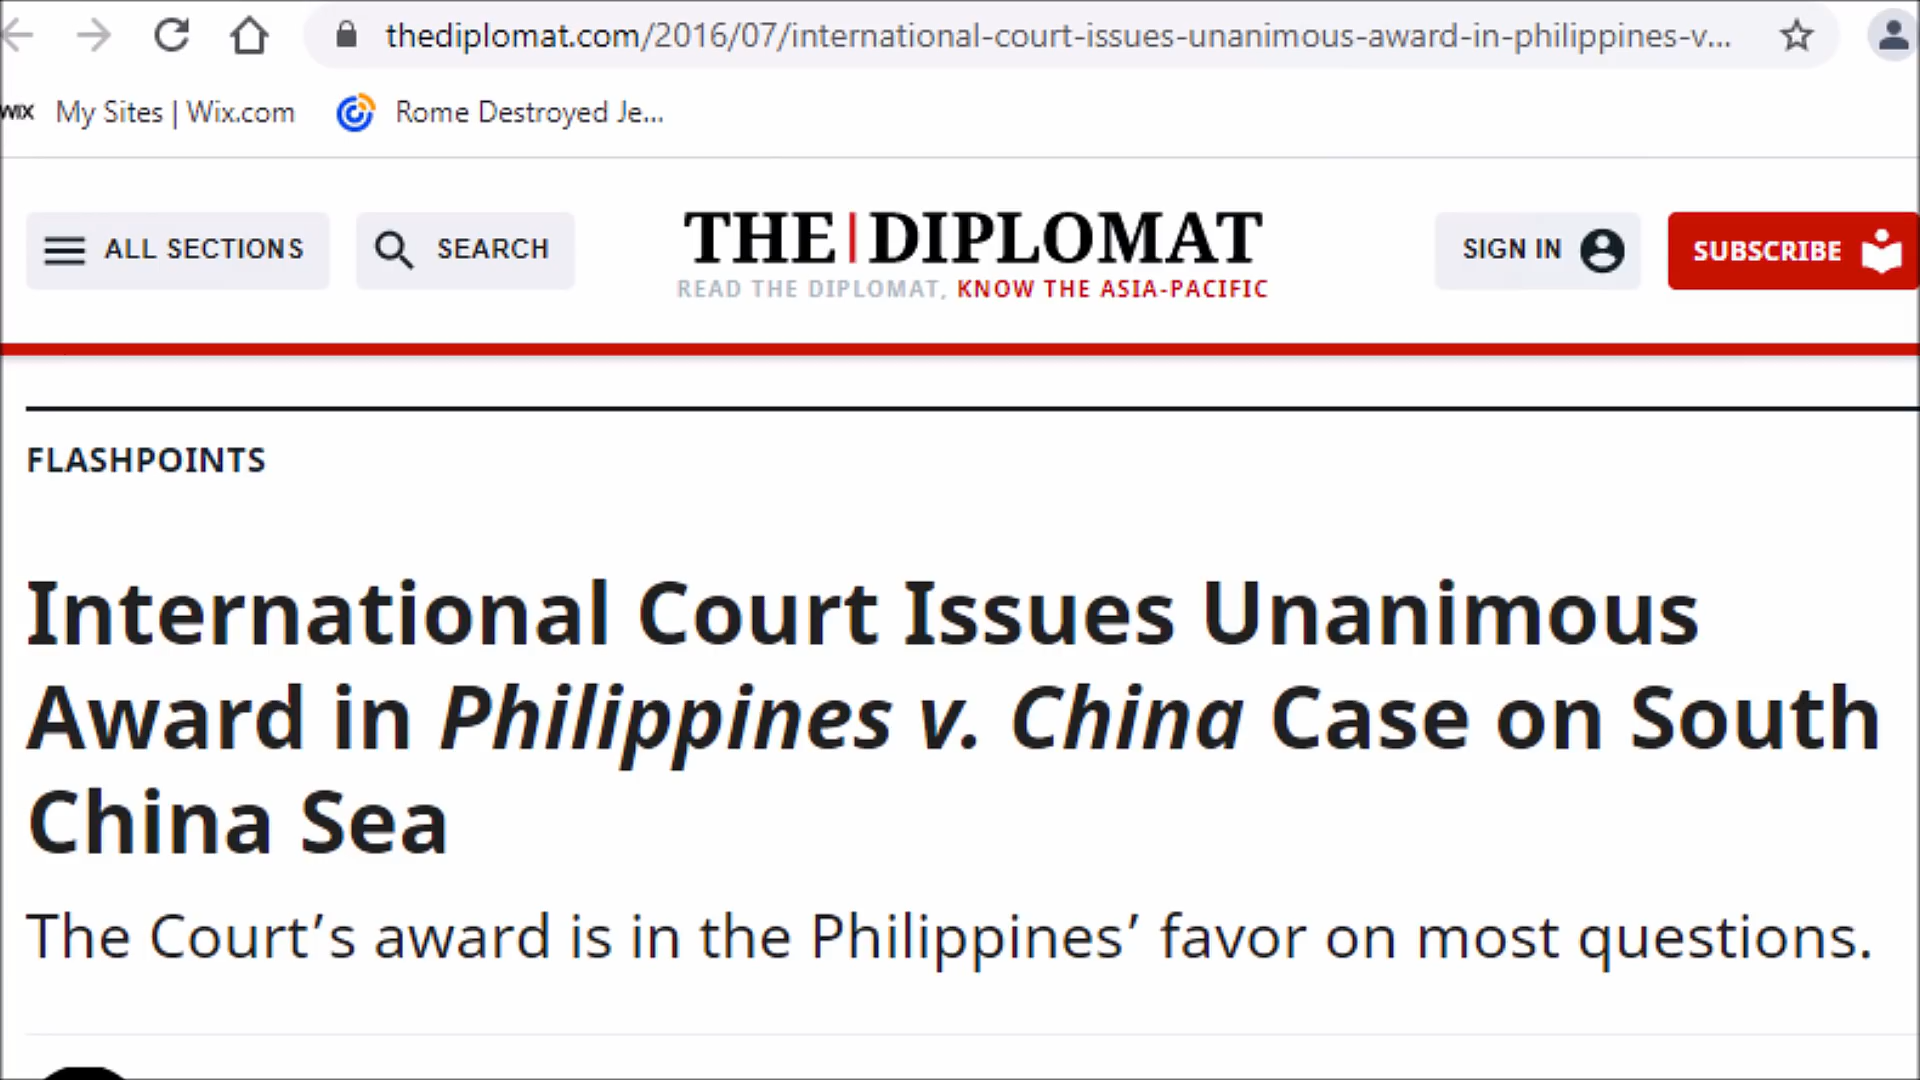 thediplomat.com/2016/07/international-court-issues-unanimous-award-in-philippines-v...
WIX My Sites | Wix.com Rome Destroyed Je...
ALL SECTIONS SEARCH THE|DIPLOMAT SIGN IN SUBSCRIBE
READ THE DIPLOMAT, KNOW THE ASIA-PACIFIC
FLASHPOINTS
International Court Issues Unanimous
Award in Philippines v. China Case on South
China Sea
The Court’s award is in the Philippines’ favor on most questions.